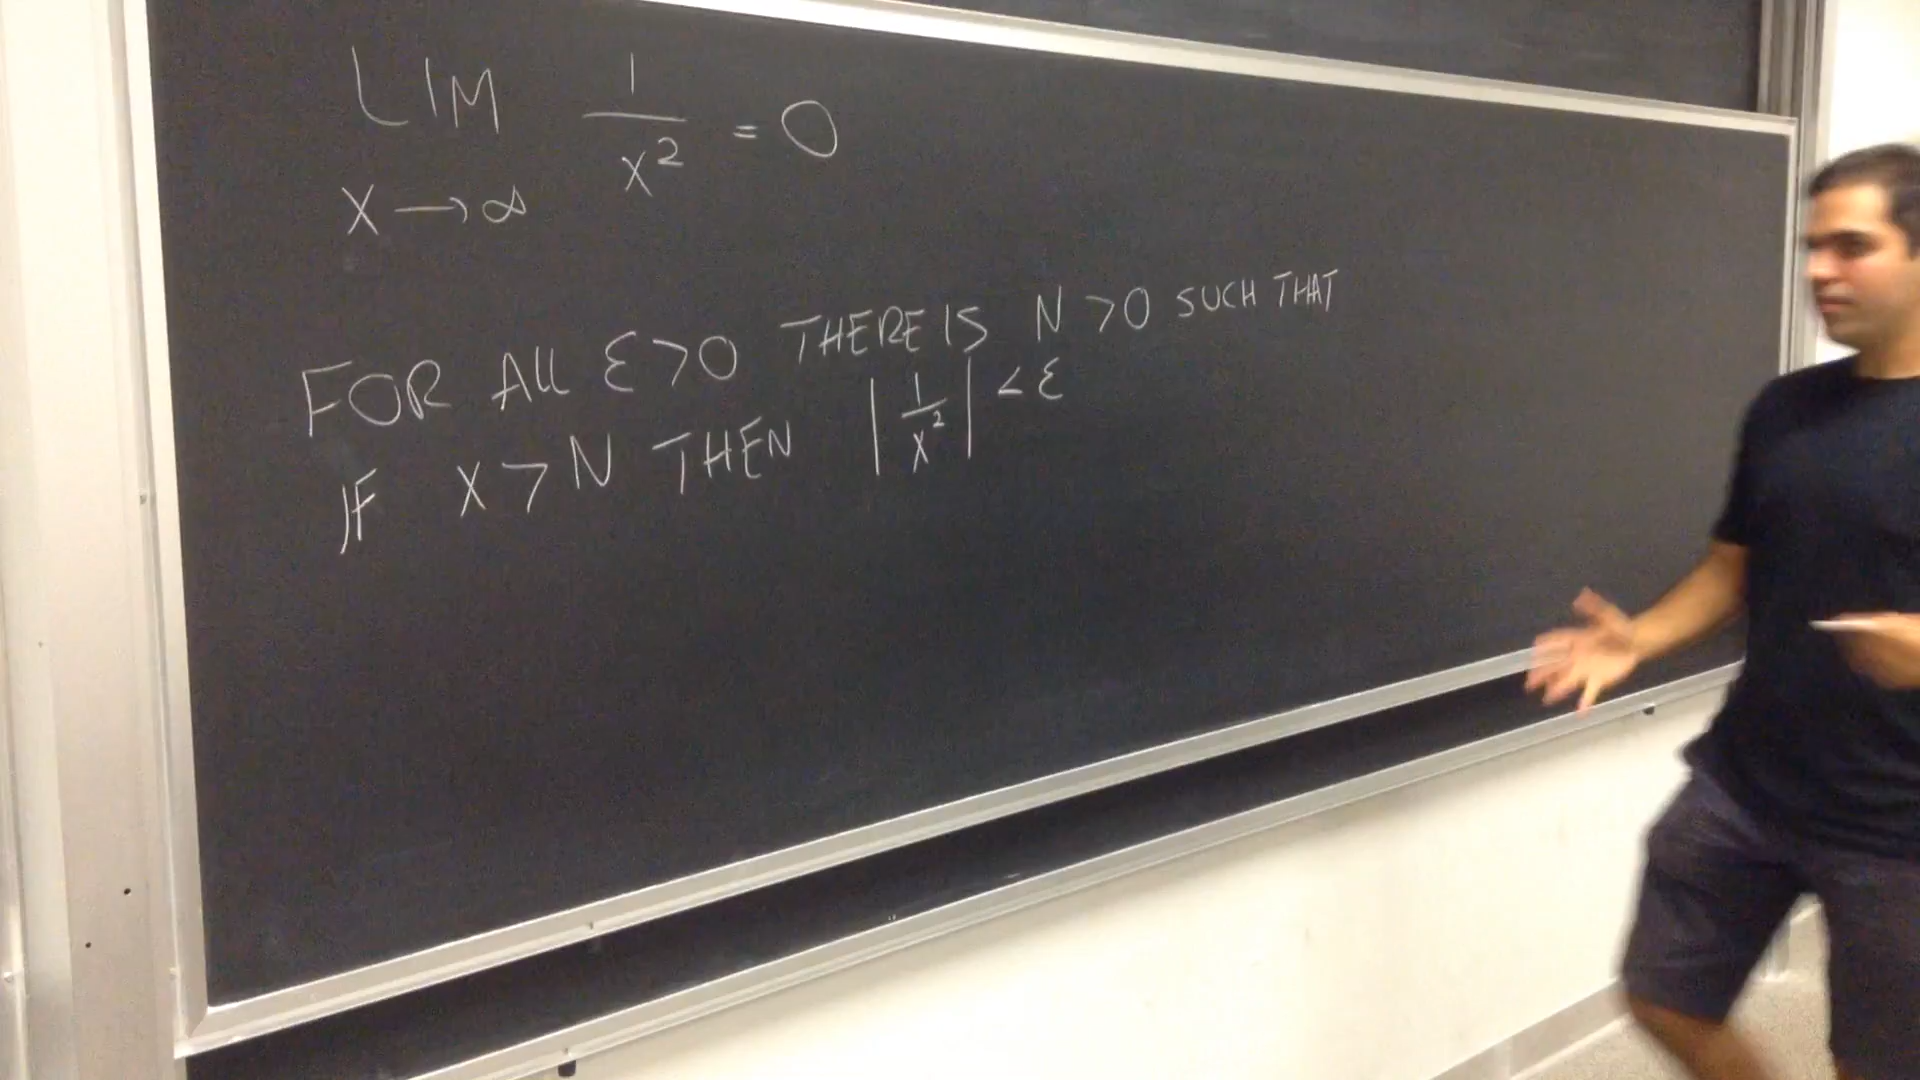 LIM 1/x² = 0
x→∞
FOR ALL ε>0 THERE IS N>0 SUCH THAT
IF x>N THEN |1/x²| <ε